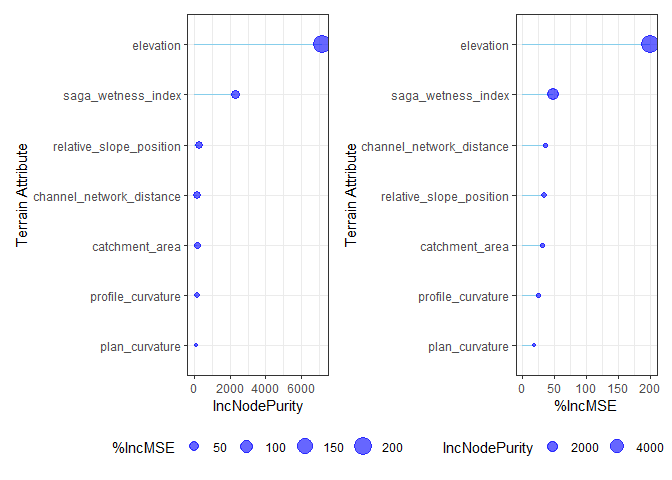 Terrain Attribute
elevation
saga_wetness_index
relative_slope_position
channel_network_distance
catchment_area
profile_curvature
plan_curvature
0 2000 4000 6000
IncNodePurity
%IncMSE 50 100 150 200
Terrain Attribute
elevation
saga_wetness_index
channel_network_distance
relative_slope_position
catchment_area
profile_curvature
plan_curvature
0 50 100 150 200
%IncMSE
IncNodePurity 2000 4000